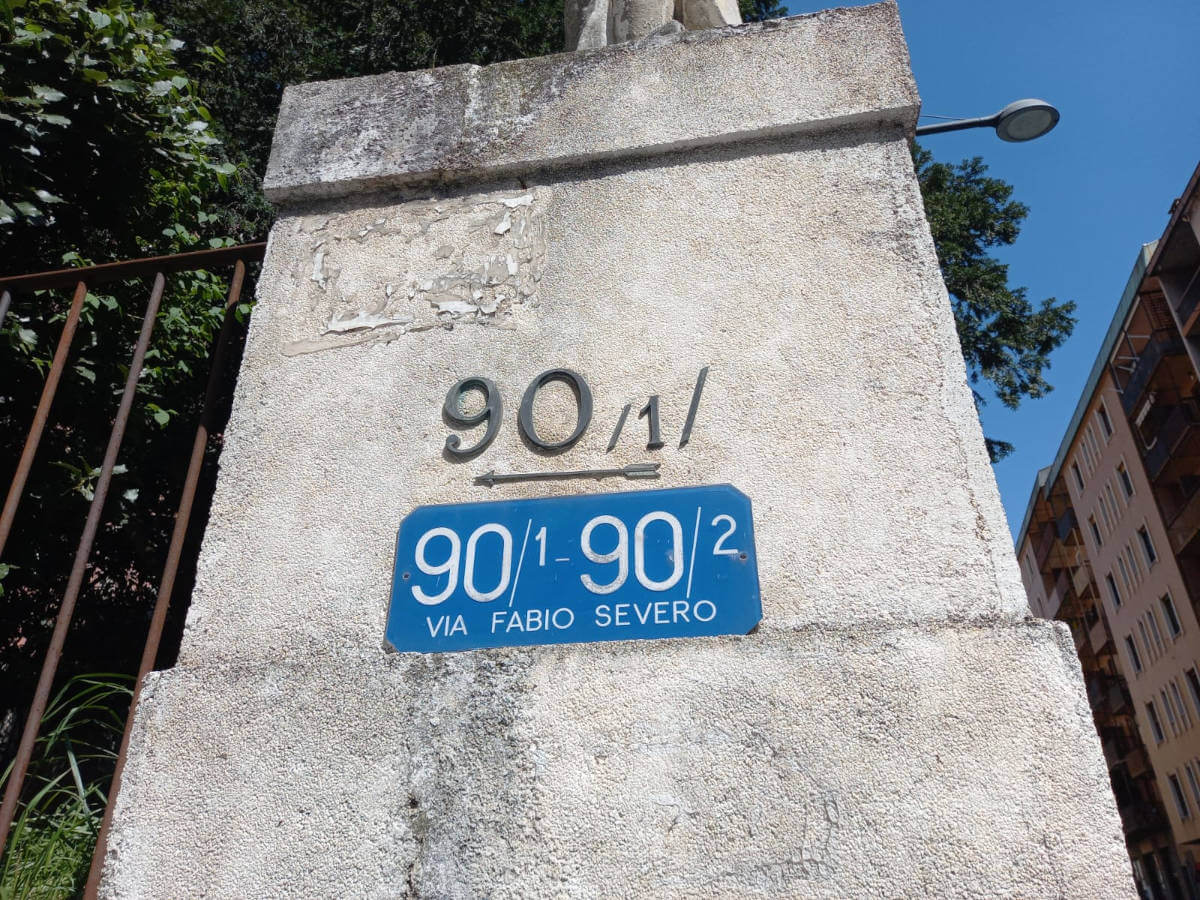 90/1/
90/1-90/2
VIA FABIO SEVERO